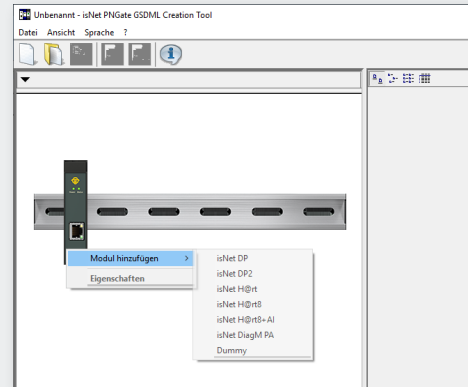 Unbenannt - isNet PNGate GSDML Creation Tool
Datei Ansicht Sprache ?
Modul hinzufügen
Eigenschaften
isNet DP
isNet DP2
isNet H@rt
isNet H@rt8
isNet H@rt8+AI
isNet DiagM PA
Dummy